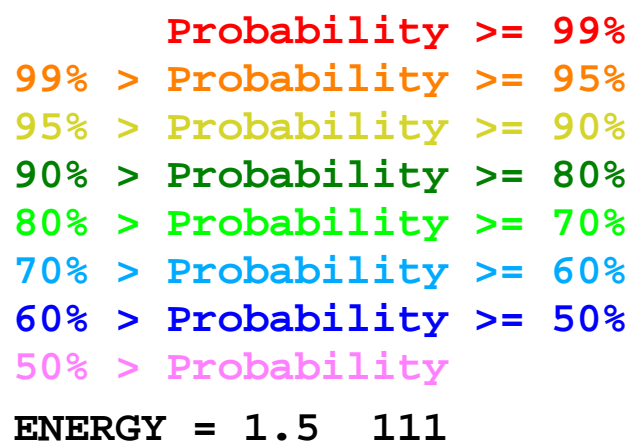 Probability >= 99%
99% > Probability >= 95%
95% > Probability >= 90%
90% > Probability >= 80%
80% > Probability >= 70%
70% > Probability >= 60%
60% > Probability >= 50%
50% > Probability
ENERGY = 1.5  111